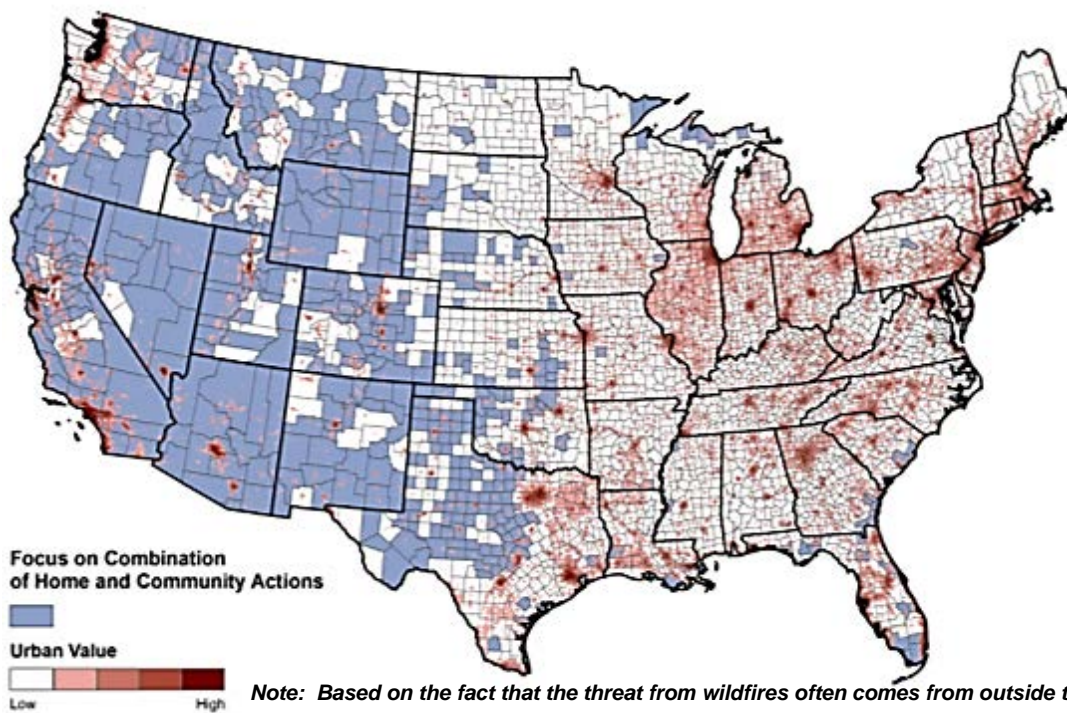 Focus on Combination
of Home and Community Actions
Urban Value
Low High
Note: Based on the fact that the threat from wildfires often comes from outside t